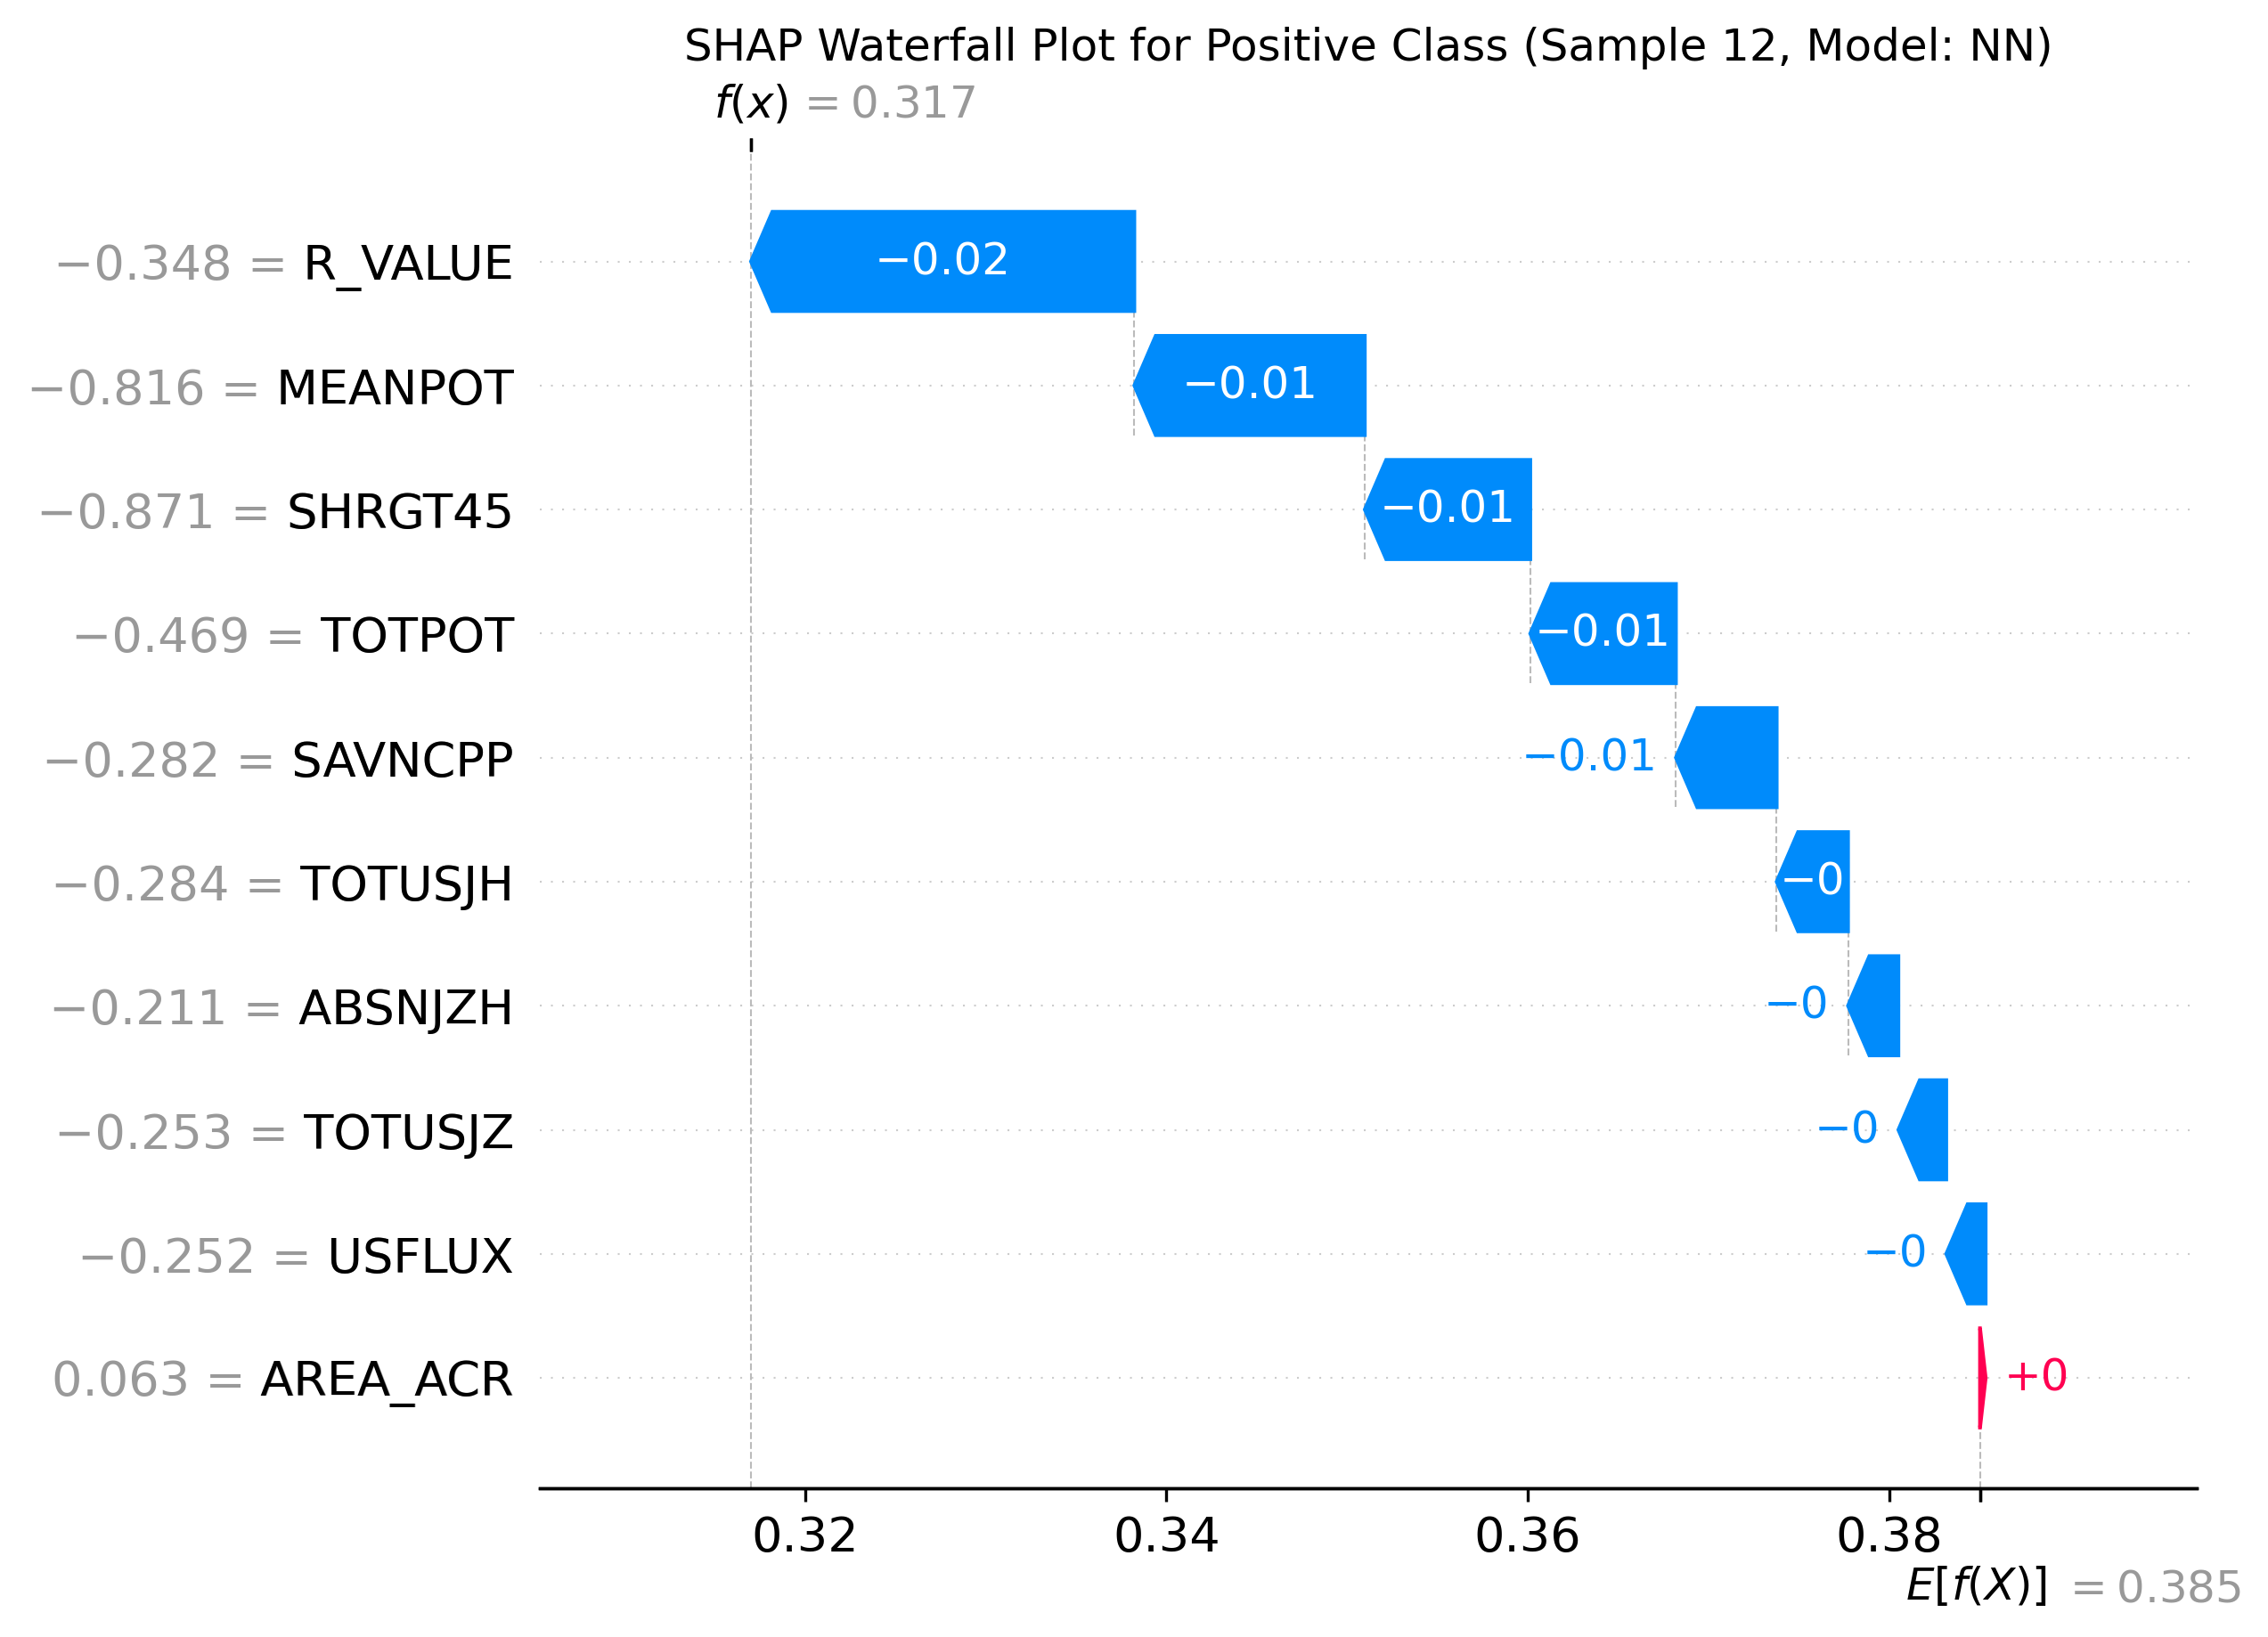 SHAP Waterfall Plot for Positive Class (Sample 12, Model: NN)
f(x) = 0.317
−0.348 = R_VALUE −0.02
−0.816 = MEANPOT −0.01
−0.871 = SHRGT45 −0.01
−0.469 = TOTPOT −0.01
−0.282 = SAVNCPP −0.01
−0.284 = TOTUSJH −0
−0.211 = ABSNJZH −0
−0.253 = TOTUSJZ −0
−0.252 = USFLUX −0
0.063 = AREA_ACR +0
0.32 0.34 0.36 0.38
E[f(X)] = 0.385